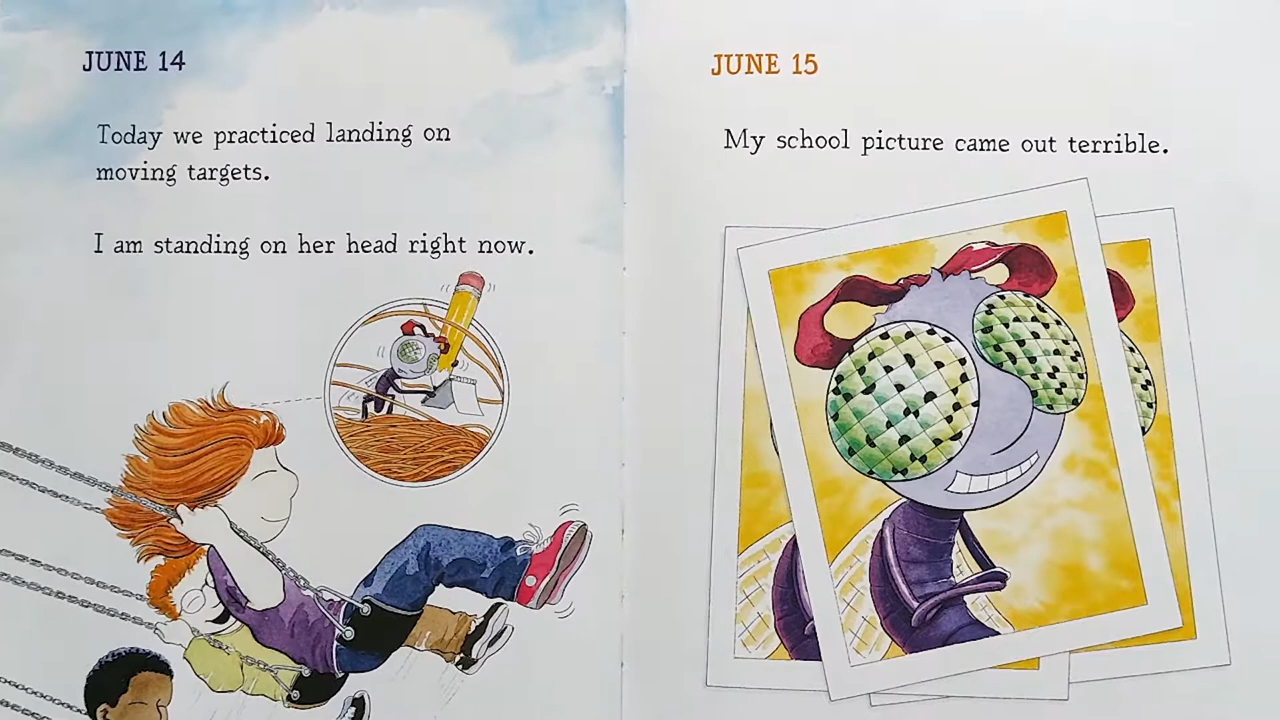 JUNE 14
Today we practiced landing on
moving targets.
I am standing on her head right now.
JUNE 15
My school picture came out terrible.